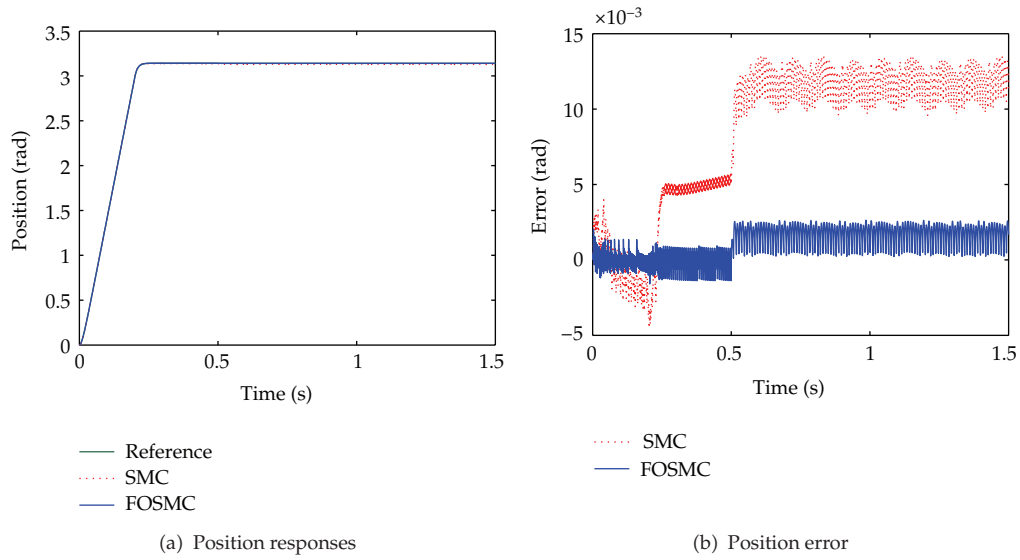 3.5
3
2.5
2
1.5
1
0.5
0
0
0.5
1
1.5
Position (rad)
Time (s)
Reference
SMC
FOSMC
(a) Position responses
×10−3
15
10
5
0
−5
0
0.5
1
1.5
Error (rad)
Time (s)
SMC
FOSMC
(b) Position error